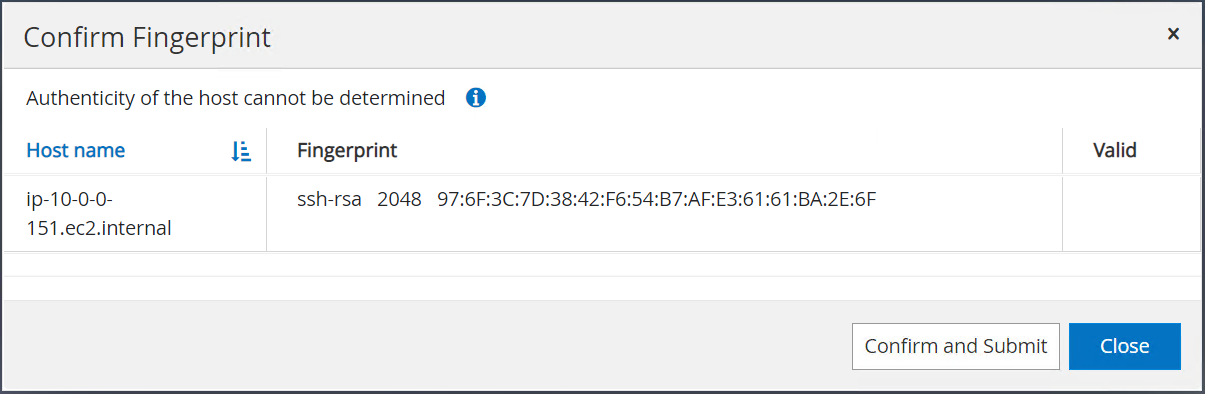 Confirm Fingerprint ×
Authenticity of the host cannot be determined
Host name Fingerprint Valid
ip-10-0-0- ssh-rsa 2048 97:6F:3C:7D:38:42:F6:54:B7:AF:E3:61:61:BA:2E:6F
151.ec2.internal
Confirm and Submit Close